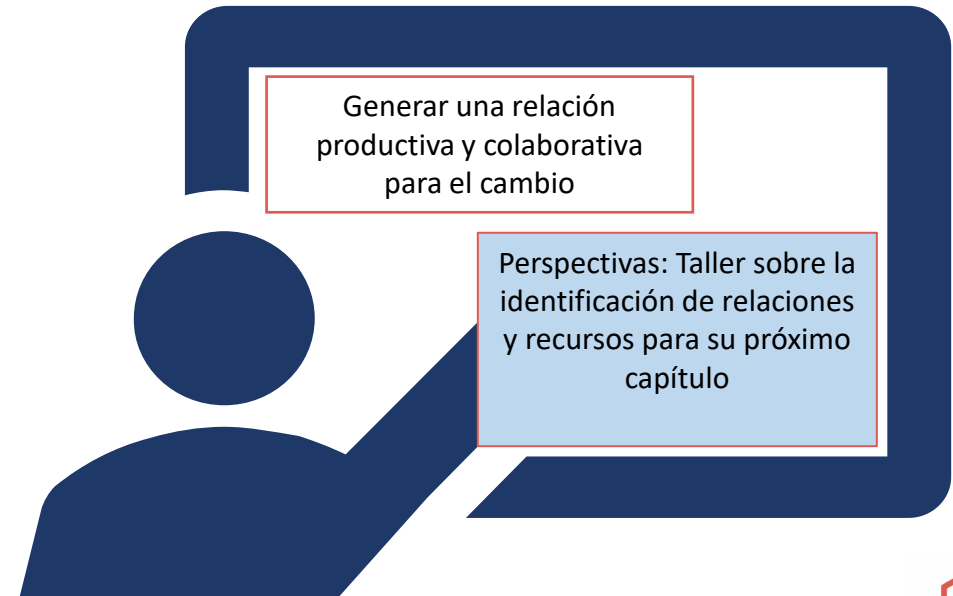 Generar una relación
productiva y colaborativa
para el cambio
Perspectivas: Taller sobre la
identificación de relaciones
y recursos para su próximo
capítulo